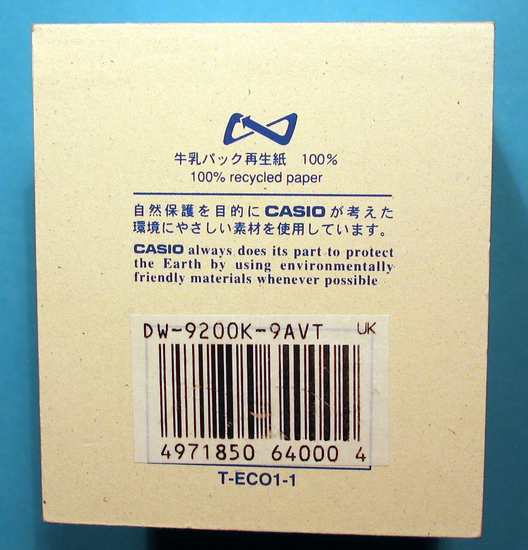 牛乳パック再生紙 100%
100% recycled paper
自然保護を目的にCASIOが考えた
環境にやさしい素材を使用しています。
CASIO always does its part to protect
the Earth by using environmentally
friendly materials whenever possible
DW-9200K-9AVT UK
4971850 64000 4
T-ECO1-1